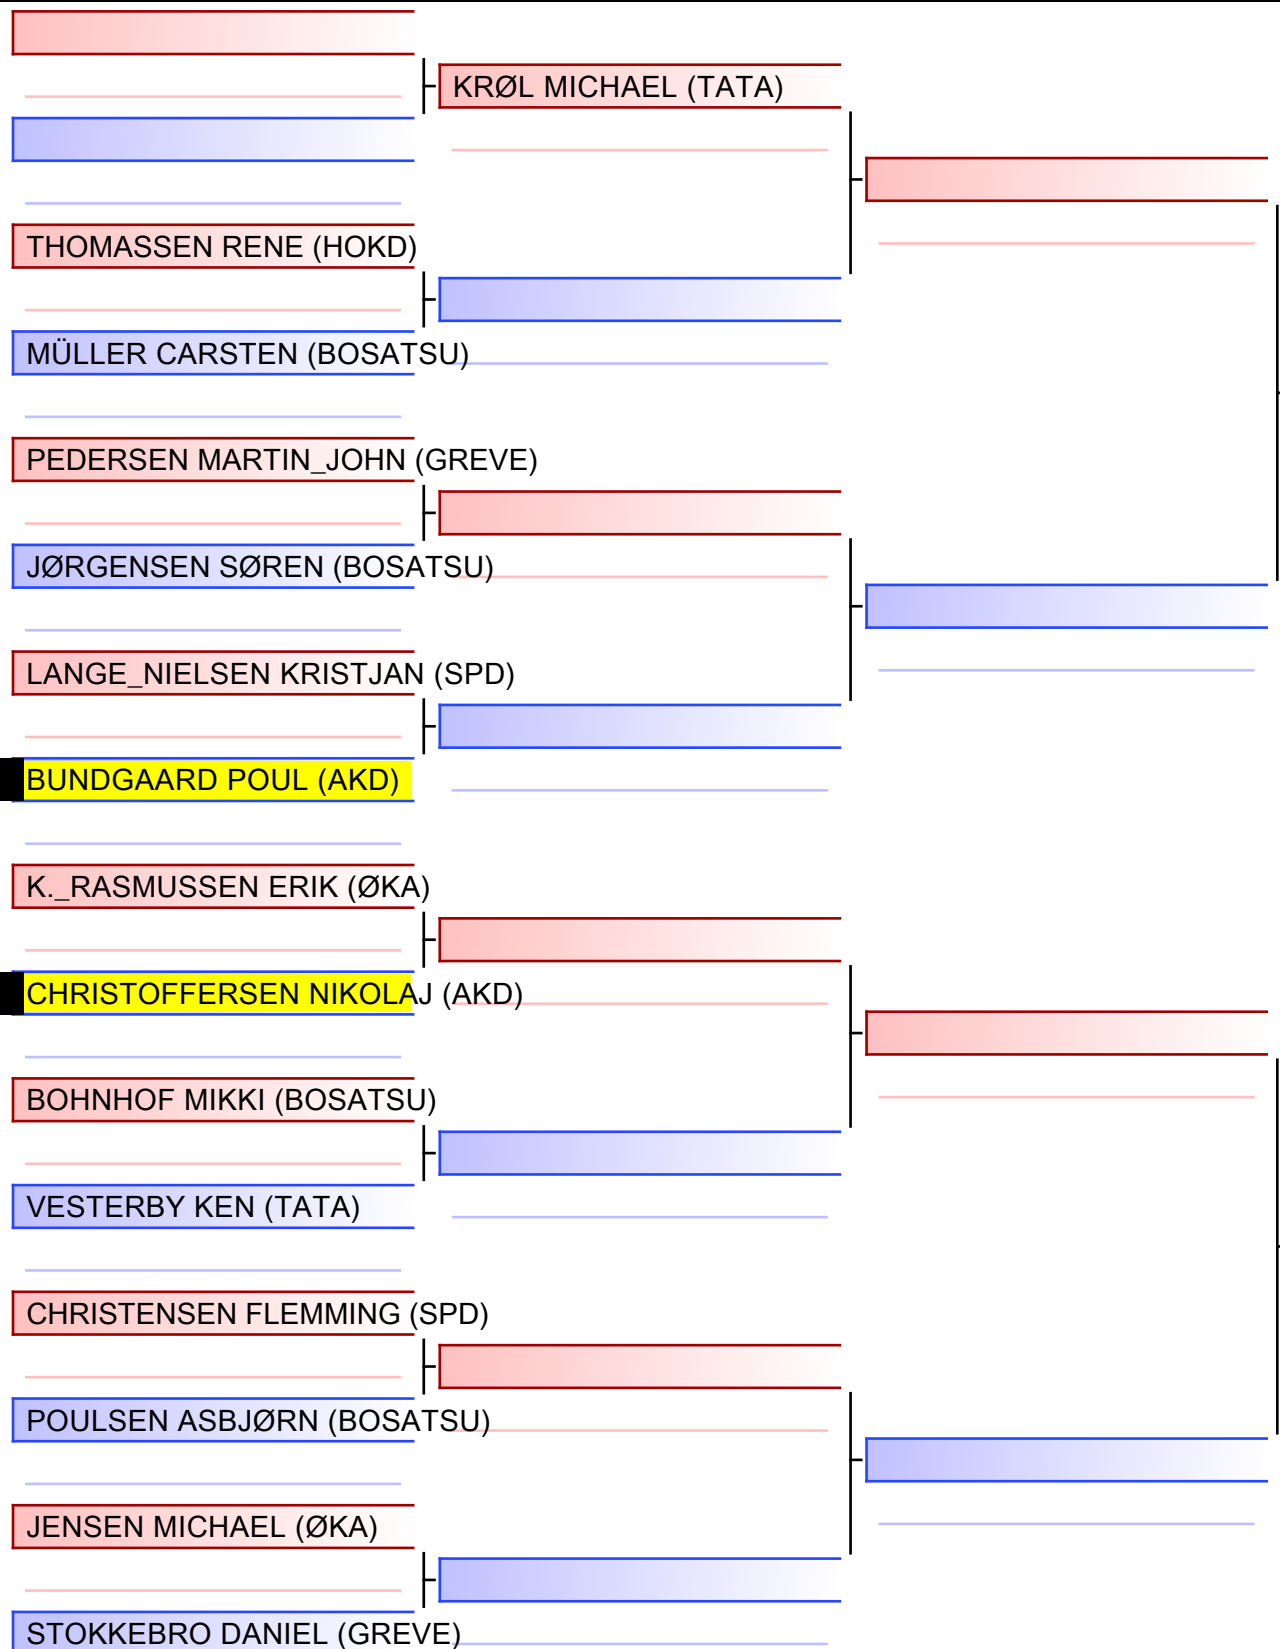 KRØL MICHAEL (TATA)
THOMASSEN RENE (HOKD)
MÜLLER CARSTEN (BOSATSU)
PEDERSEN MARTIN_JOHN (GREVE)
JØRGENSEN SØREN (BOSATSU)
LANGE_NIELSEN KRISTJAN (SPD)
BUNDGAARD POUL (AKD)
K._RASMUSSEN ERIK (ØKA)
CHRISTOFFERSEN NIKOLAJ (AKD)
BOHNHOF MIKKI (BOSATSU)
VESTERBY KEN (TATA)
CHRISTENSEN FLEMMING (SPD)
POULSEN ASBJØRN (BOSATSU)
JENSEN MICHAEL (ØKA)
STOKKEBRO DANIEL (GREVE)